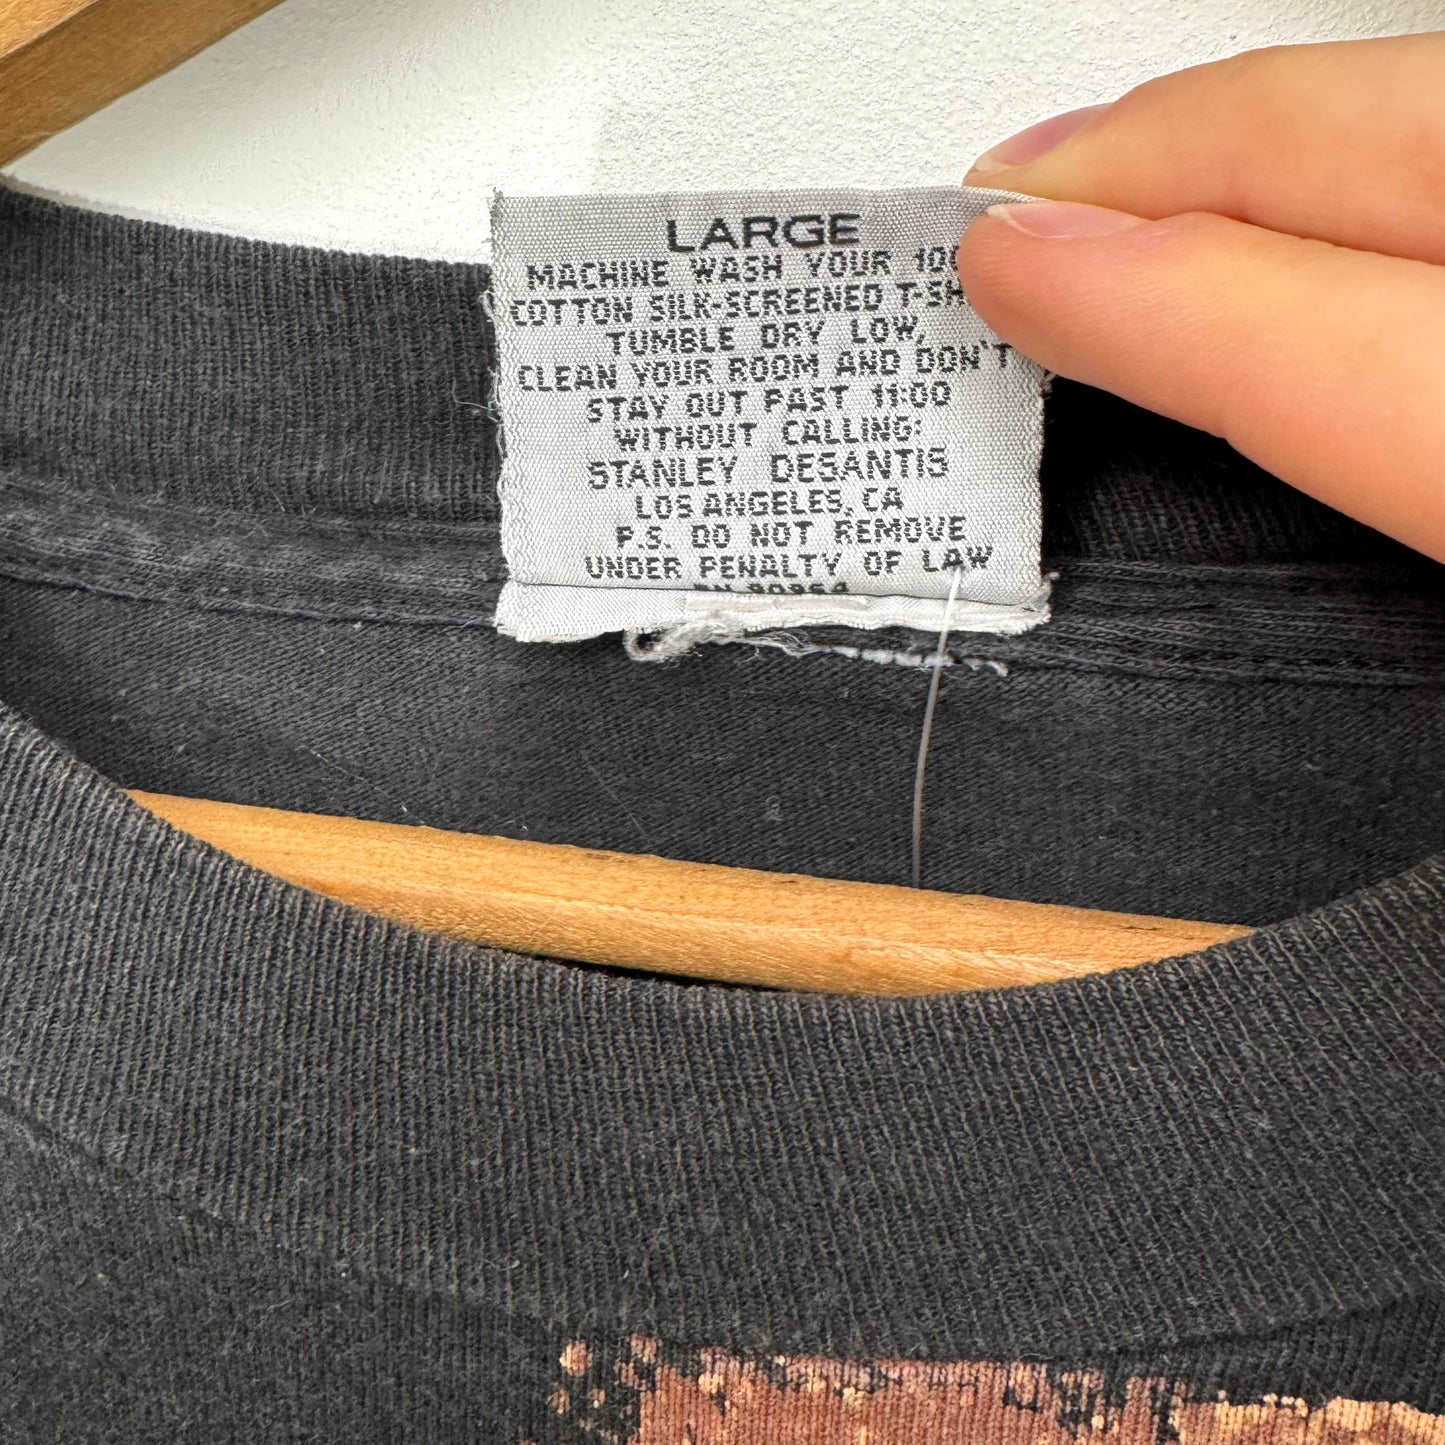 LARGE
MACHINE WASH YOUR
COTTON SILK-SCREENED
TUMBLE DRY LOW,
CLEAN YOUR ROOM AND DON'T
STAY OUT PAST 11:00
WITHOUT CALLING:
STANLEY DESANTIS
LOS ANGELES, CA
P.S. DO NOT REMOVE
UNDER PENALTY OF LAW